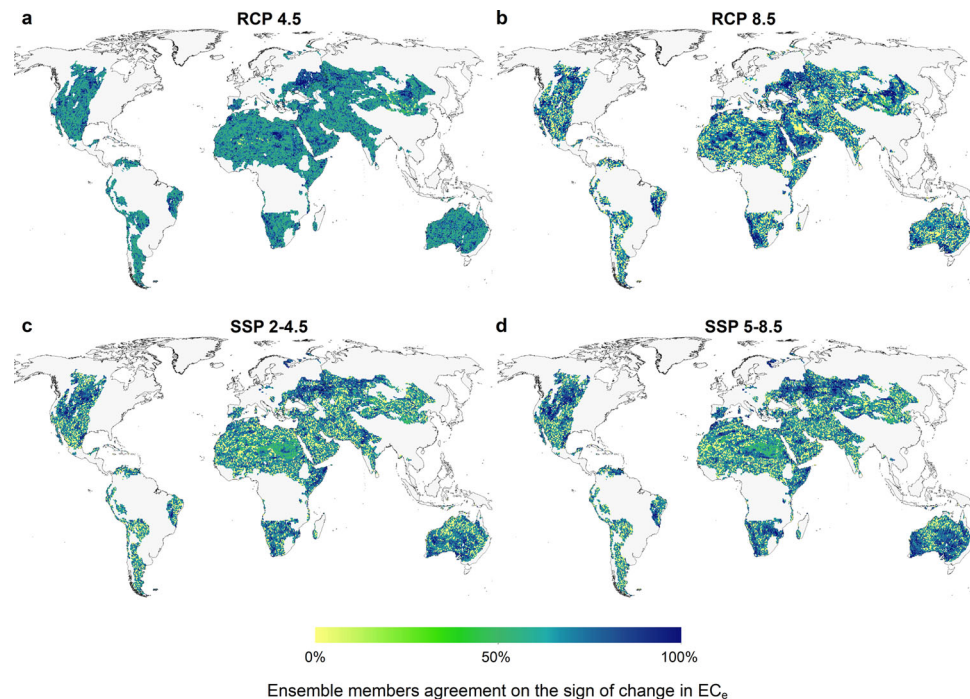 a
RCP 4.5
b
RCP 8.5
c
SSP 2-4.5
d
SSP 5-8.5
0%
50%
100%
Ensemble members agreement on the sign of change in ECₑ